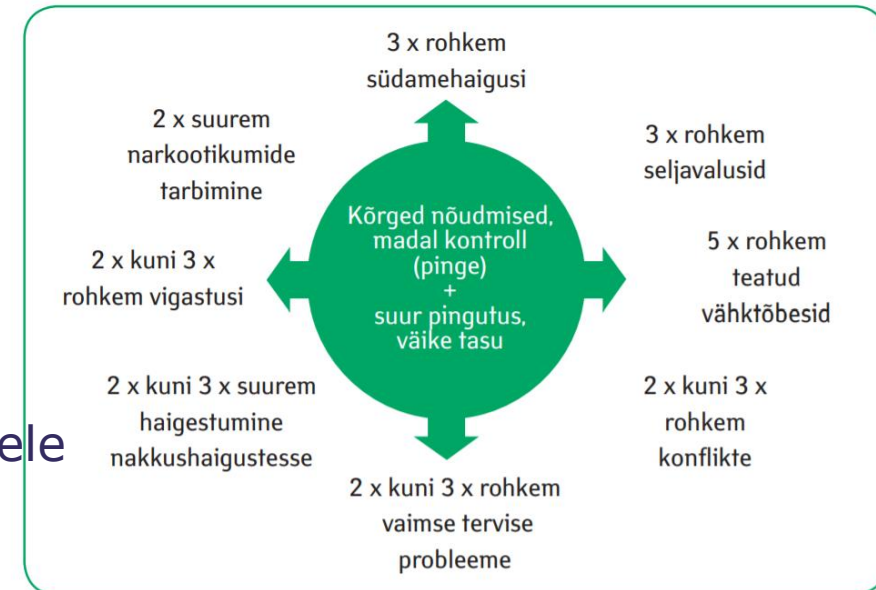 3 x rohkem
südamehaigusi
2 x suurem
narkootikumide
tarbimine
3 x rohkem
seljavalusid
Kõrged nõudmised,
madal kontroll
(pinge)
+
suur pingutus,
väike tasu
2 x kuni 3 x
rohkem vigastusi
5 x rohkem
teatud
vähktõbesid
2 x kuni 3 x suurem
haigestumine
nakkushaigustesse
2 x kuni 3 x
rohkem
konflikte
ele
2 x kuni 3 x rohkem
vaimse tervise
probleeme